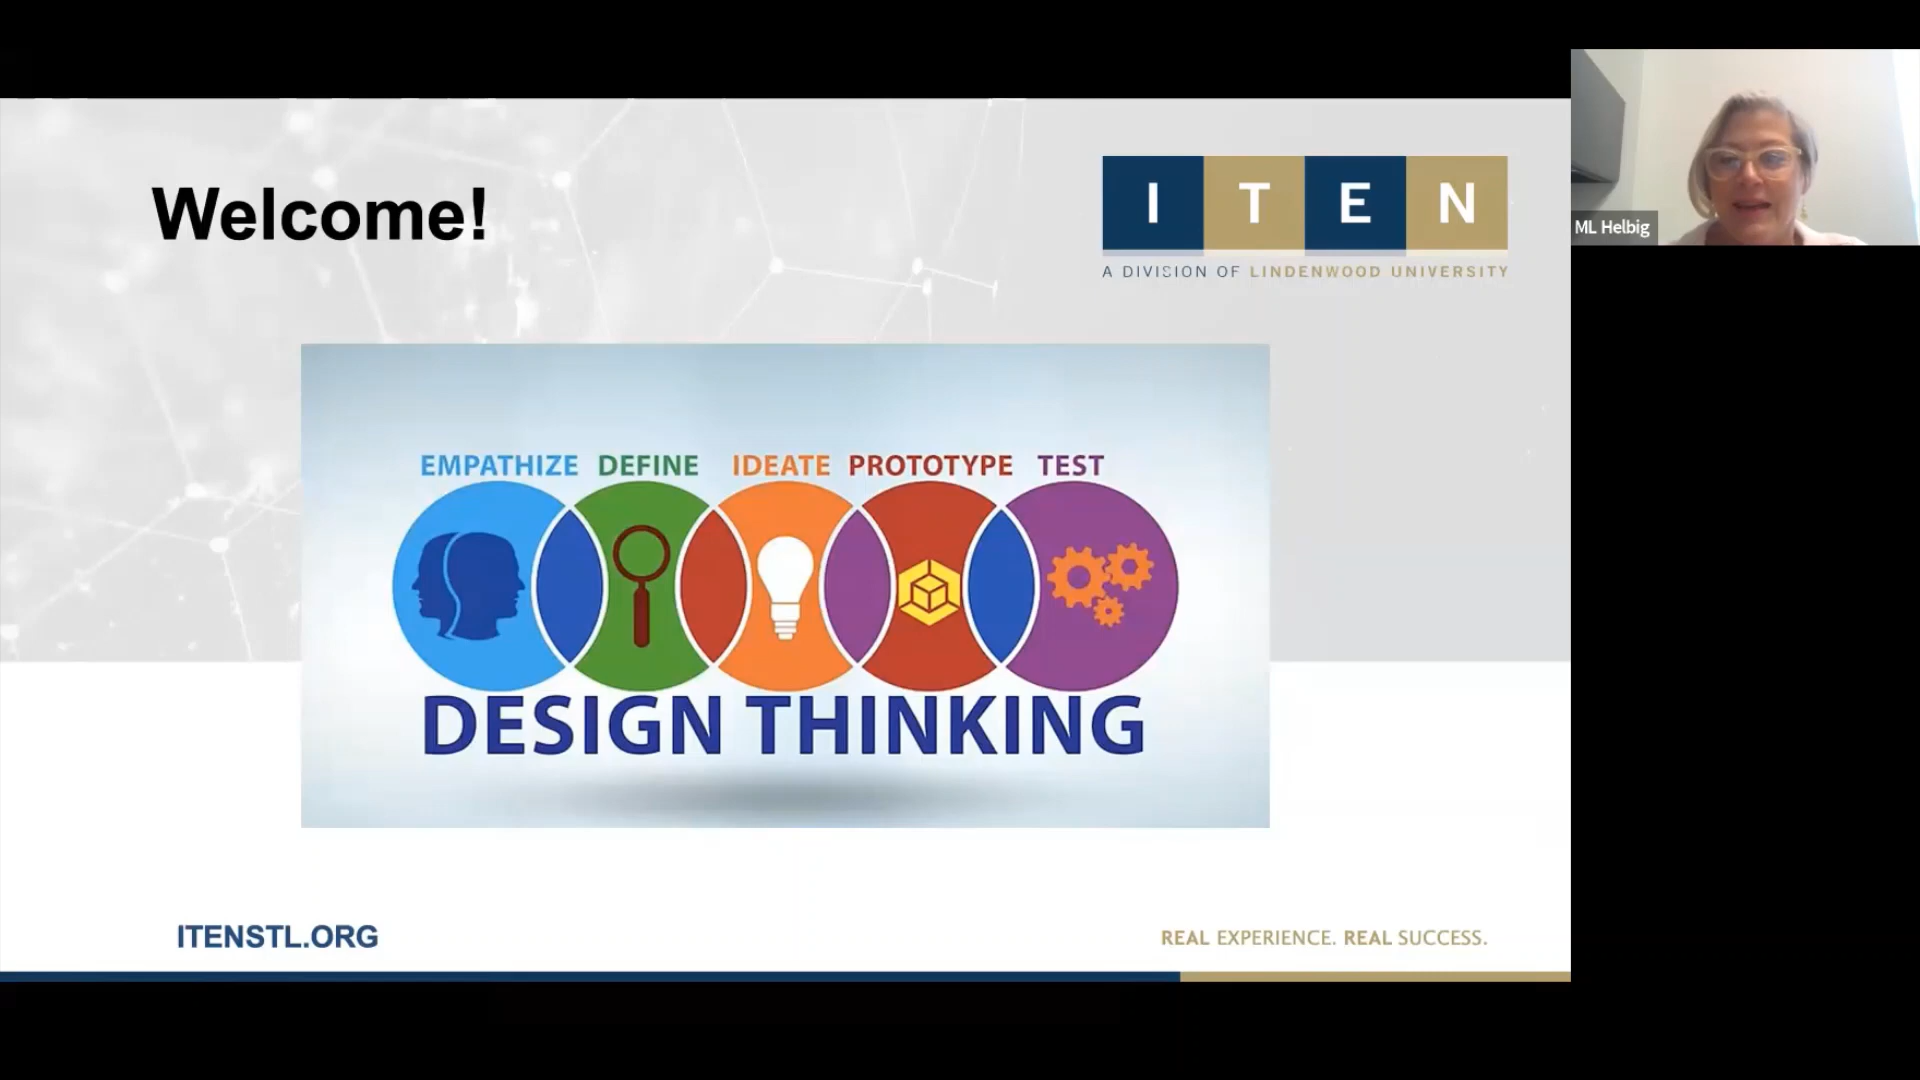 Welcome!
ITEN
A DIVISION OF LINDENWOOD UNIVERSITY
ML Helbig
EMPATHIZE DEFINE IDEATE PROTOTYPE TEST
DESIGN THINKING
ITENSTL.ORG
REAL EXPERIENCE. REAL SUCCESS.